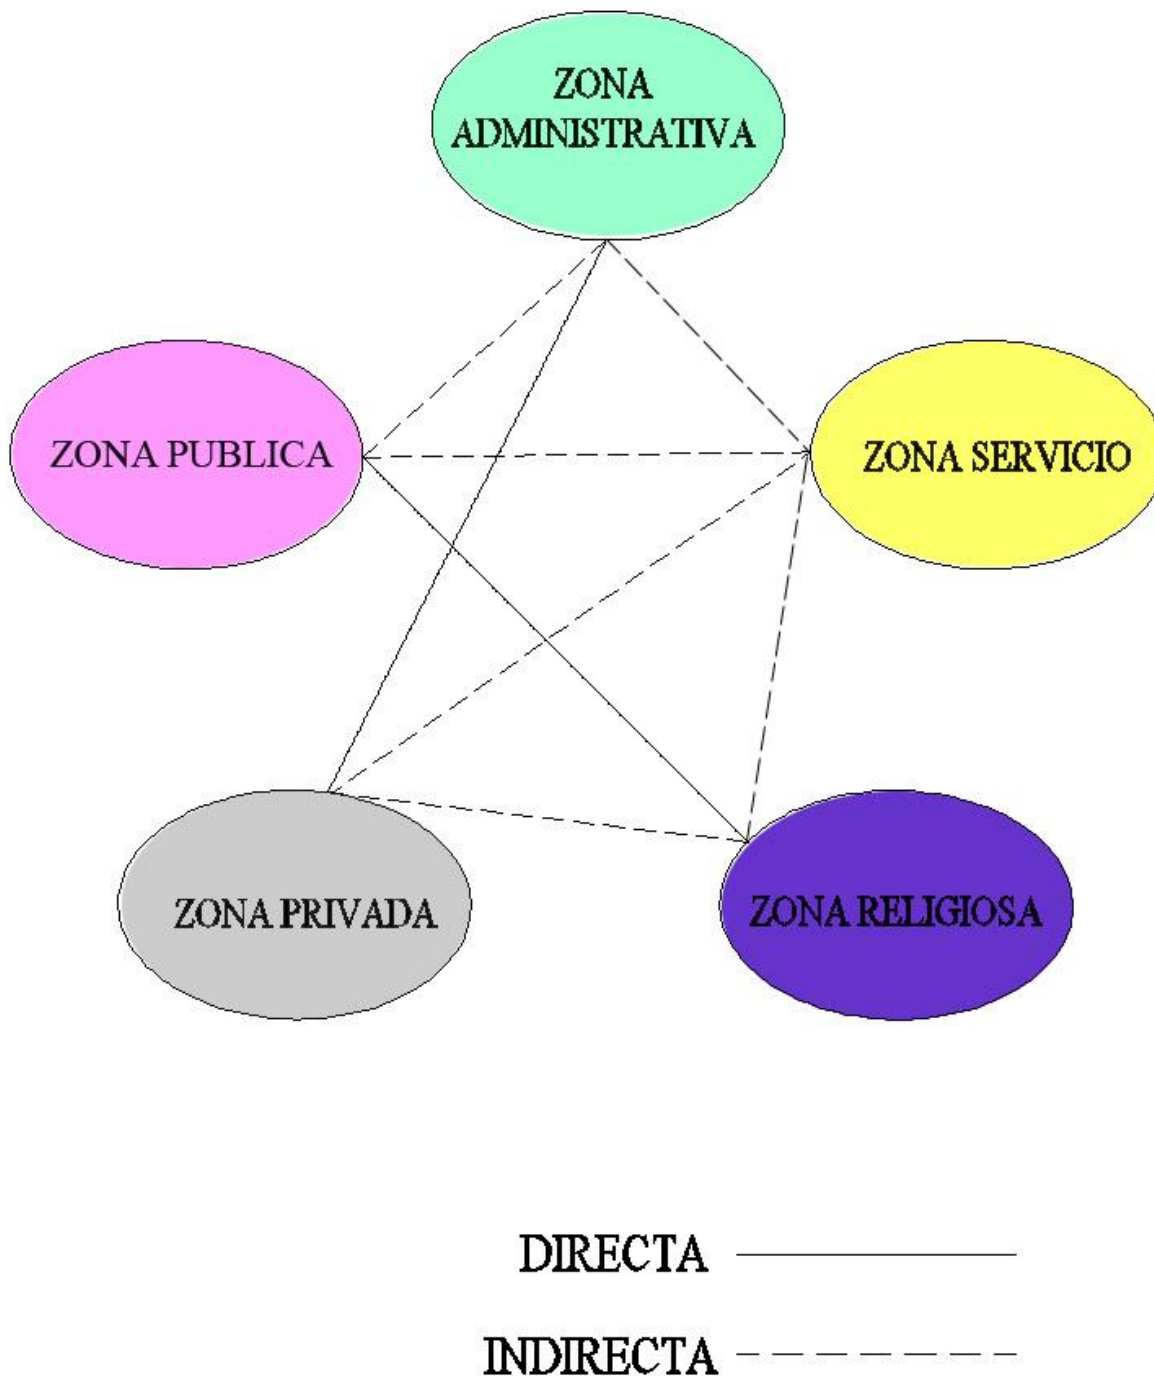 ZONA
ADMINISTRATIVA
ZONA PUBLICA
ZONA SERVICIO
ZONA PRIVADA
ZONA RELIGIOSA
DIRECTA
INDIRECTA